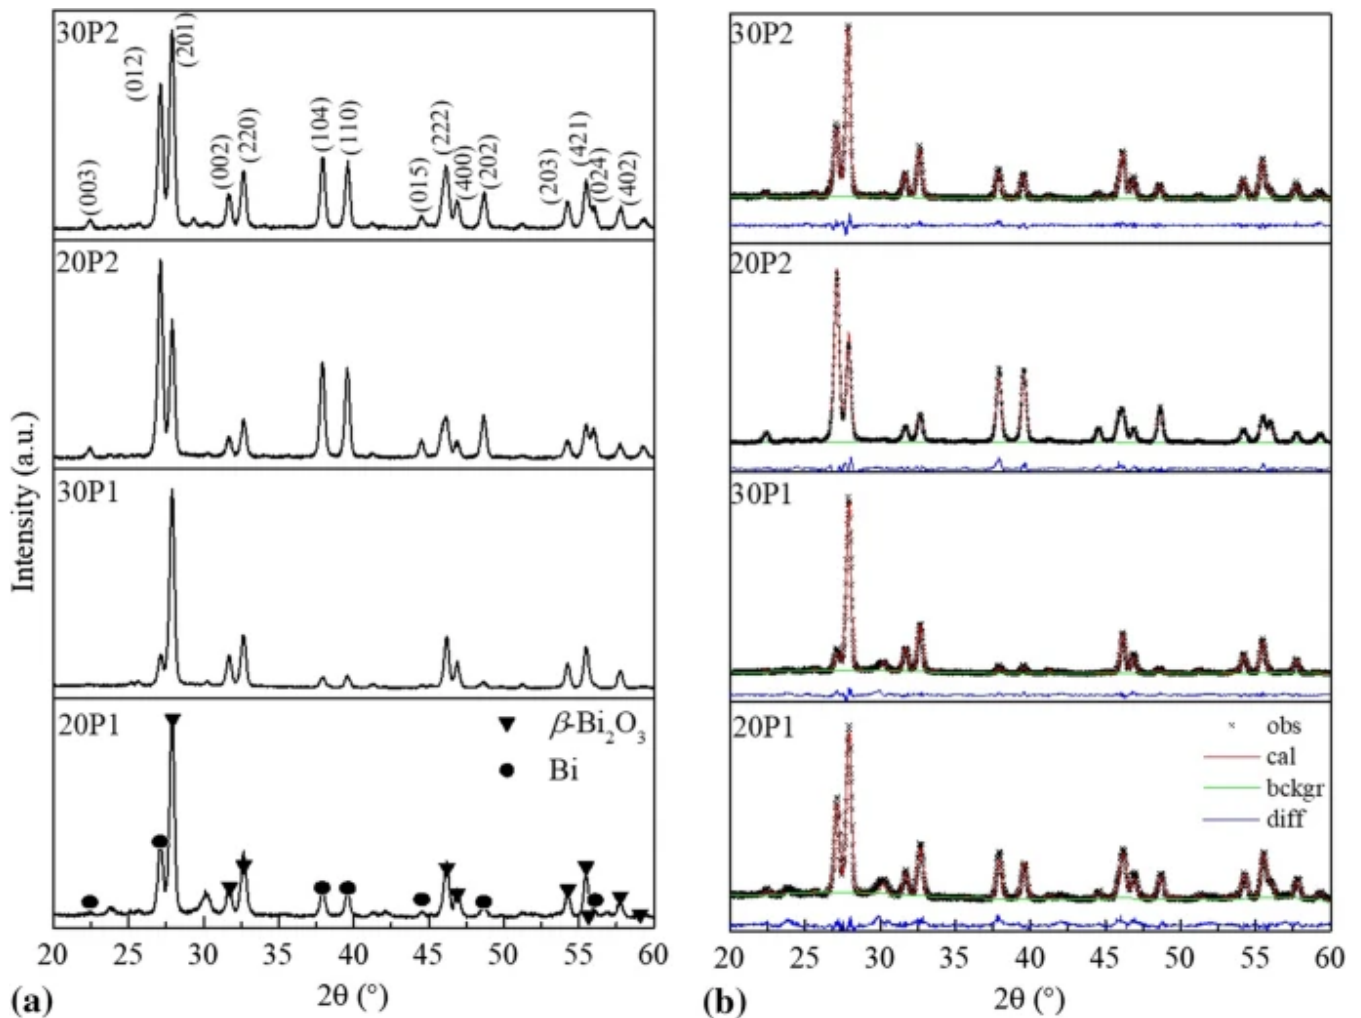 30P2
(003)
(012)
(201)
(002)
(220)
(104)
(110)
(015)
(222)
(400)
(202)
(203)
(421)
(024)
(402)
20P2
30P1
20P1
β-Bi₂O₃
Bi
Intensity (a.u.)
20 25 30 35 40 45 50 55 60
2θ (°)
(a)
30P2
20P2
30P1
20P1
obs
cal
bckgr
diff
20 25 30 35 40 45 50 55 60
2θ (°)
(b)